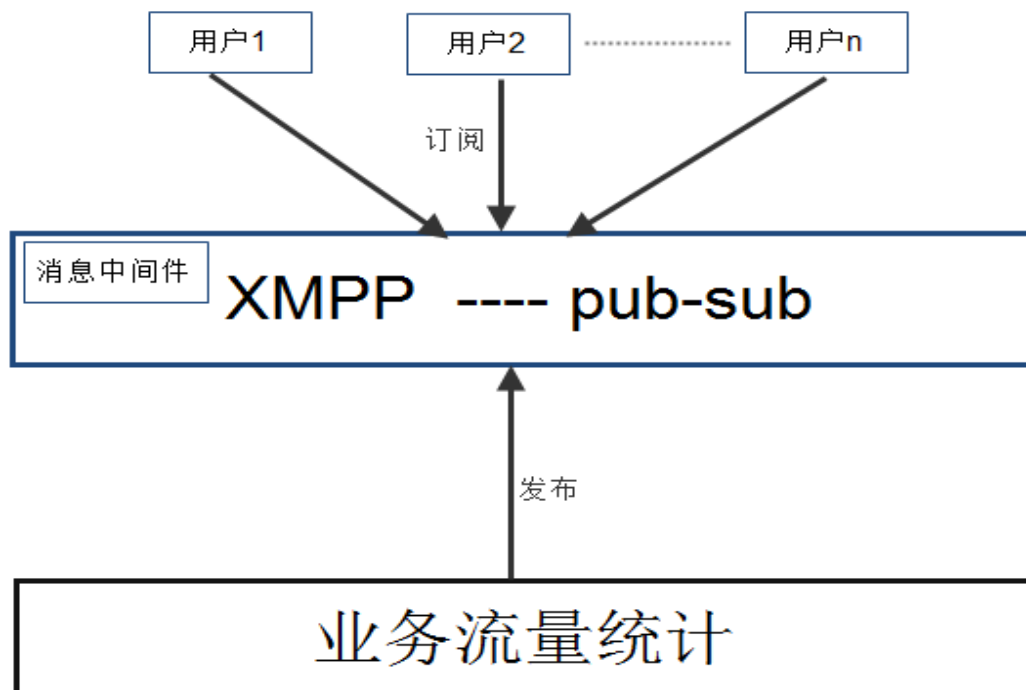 用户1
用户2
用户n
订阅
消息中间件
XMPP ---- pub-sub
发布
业务流量统计